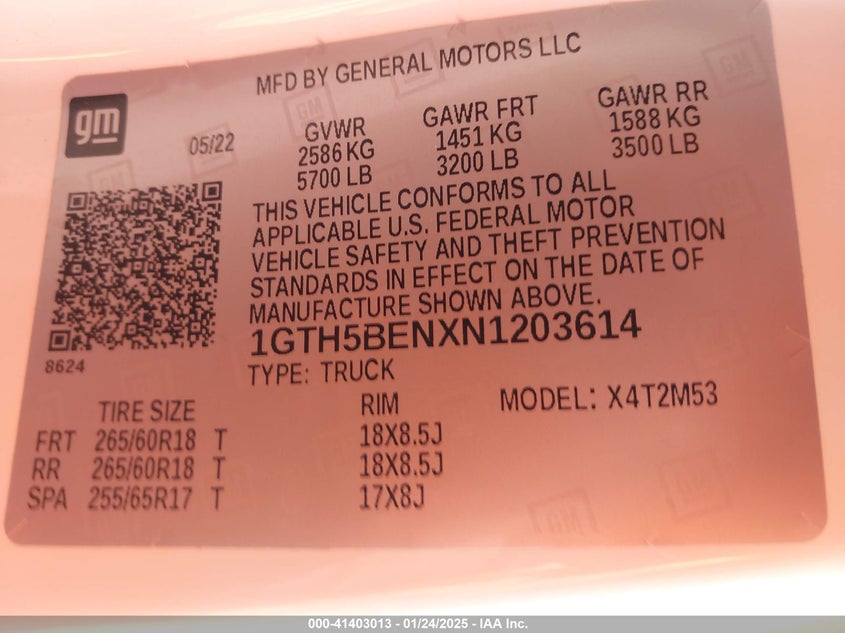 MFD BY GENERAL MOTORS LLC
gm
05/22
GVWR GAWR FRT GAWR RR
2586 KG 1451 KG 1588 KG
5700 LB 3200 LB 3500 LB
THIS VEHICLE CONFORMS TO ALL
APPLICABLE U.S. FEDERAL MOTOR
VEHICLE SAFETY AND THEFT PREVENTION
STANDARDS IN EFFECT ON THE DATE OF
MANUFACTURE SHOWN ABOVE.
1GTH5BENXN1203614
8624
TYPE: TRUCK
MODEL: X4T2M53
TIRE SIZE RIM
FRT 265/60R18 T 18X8.5J
RR 265/60R18 T 18X8.5J
SPA 255/65R17 T 17X8J
GM
000-41403013 - 01/24/2025 - IAA Inc.